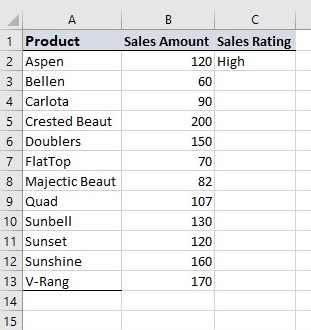 A B C
1 Product Sales Amount Sales Rating
2 Aspen 120 High
3 Bellen 60
4 Carlota 90
5 Crested Beaut 200
6 Doublers 150
7 FlatTop 70
8 Majectic Beaut 82
9 Quad 107
10 Sunbell 130
11 Sunset 120
12 Sunshine 160
13 V-Rang 170
14
15